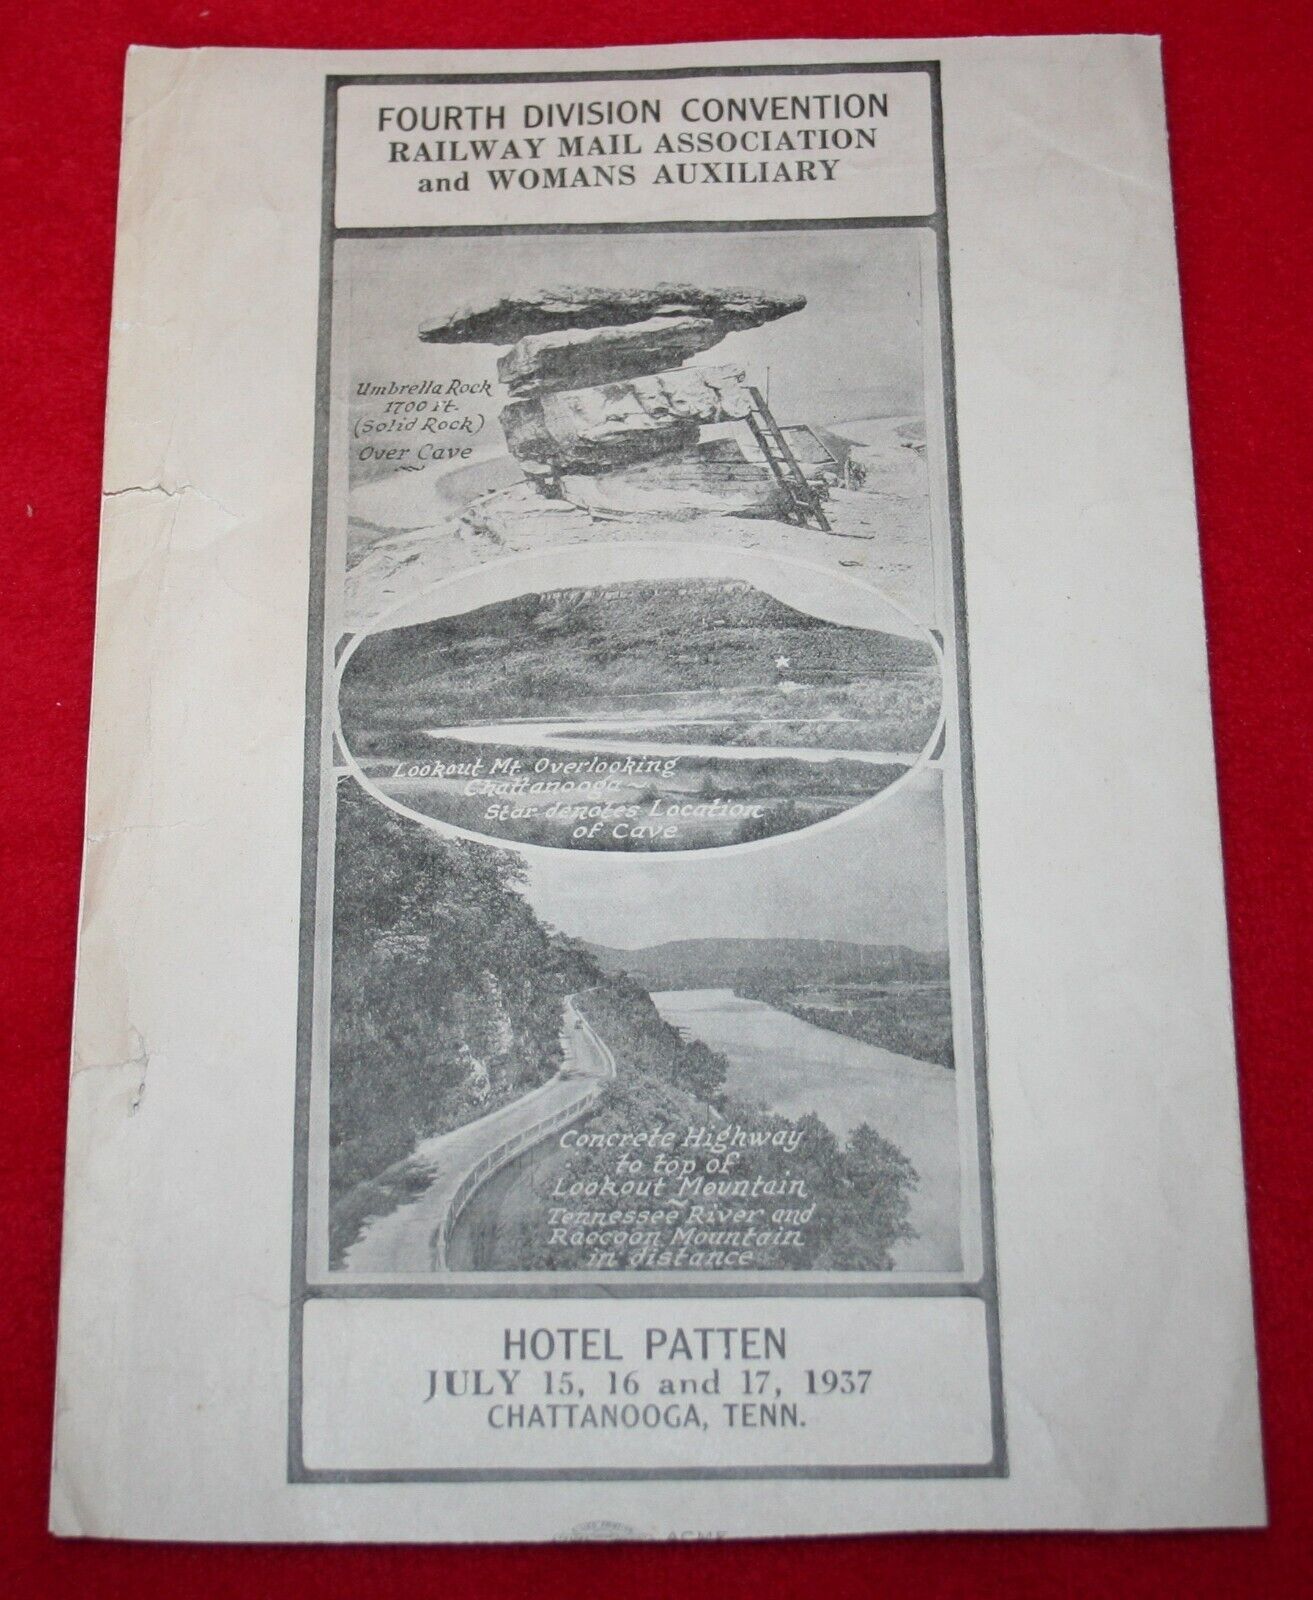 FOURTH DIVISION CONVENTION
RAILWAY MAIL ASSOCIATION
and WOMANS AUXILIARY
Umbrella Rock
1700 Ft.
(Solid Rock)
Over Cave
Lookout Mt. Overlooking
Chattanooga~
Star denotes Location
of Cave
Concrete Highway
to top of
Lookout Mountain
~
Tennessee River and
Raccoon Mountain
in distance
HOTEL PATTEN
JULY 15, 16 and 17, 1937
CHATTANOOGA, TENN.
ACME